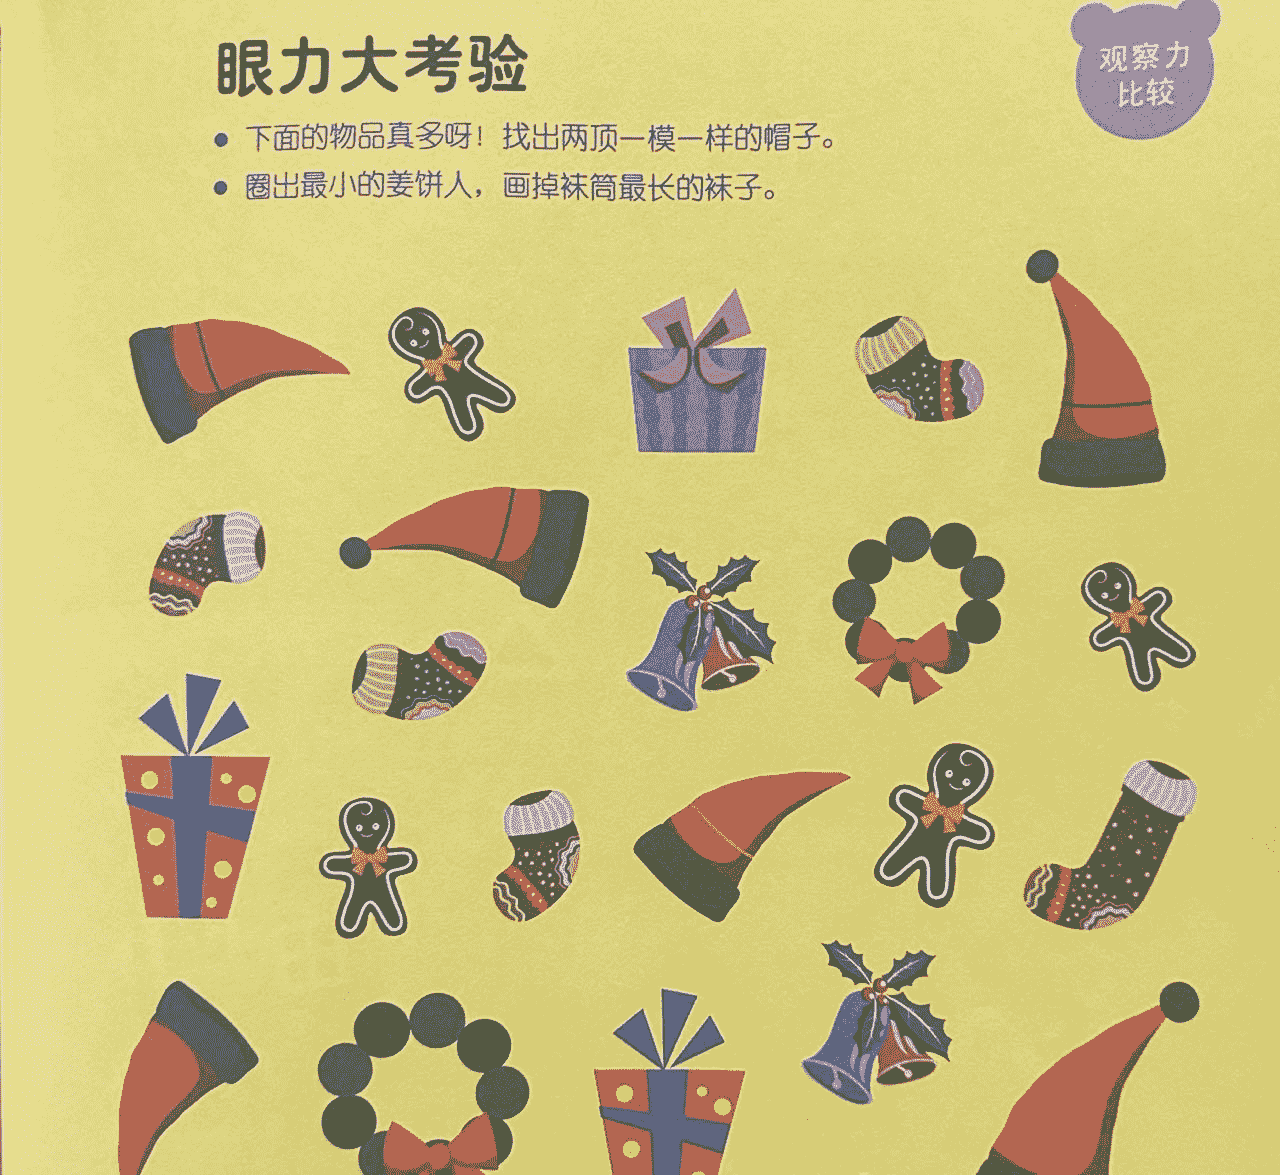 眼力大考验
观察力
比较
● 下面的物品真多呀！找出两顶一模一样的帽子。
● 圈出最小的姜饼人，画掉袜筒最长的袜子。